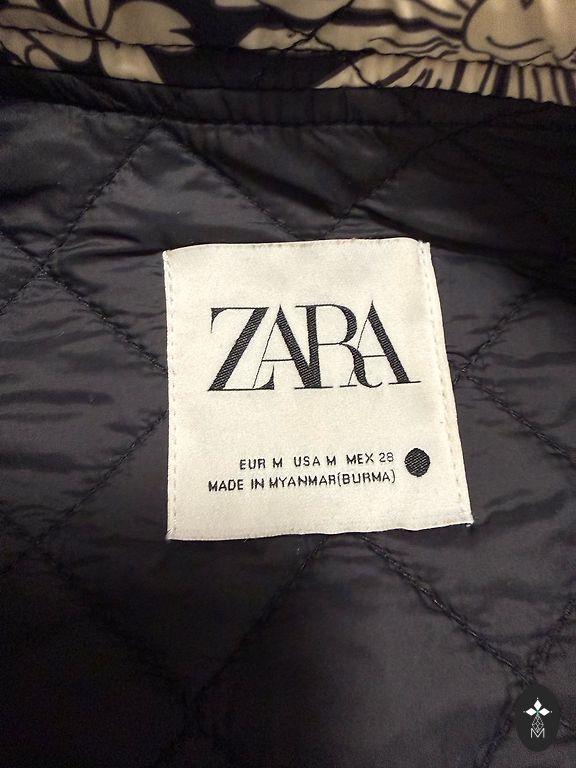 ZARA
EUR M USA M MEX 28
MADE IN MYANMAR(BURMA)
M